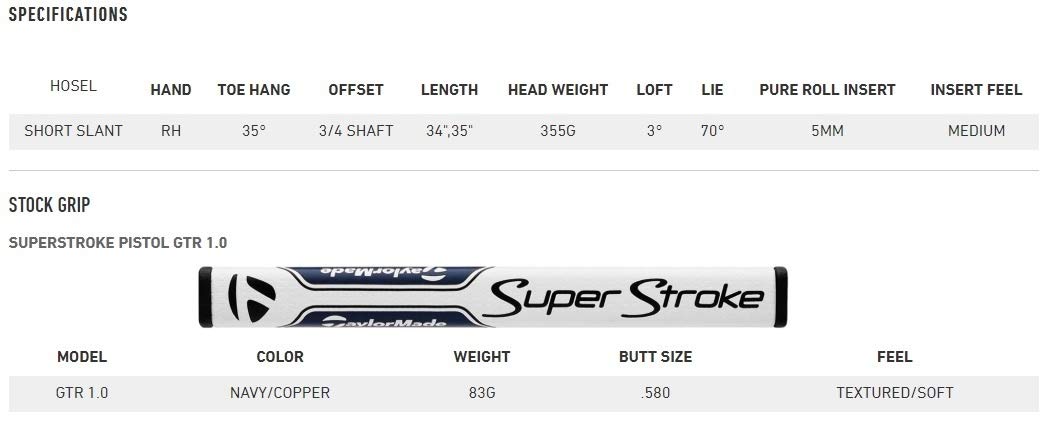 SPECIFICATIONS
HOSEL HAND TOE HANG OFFSET LENGTH HEAD WEIGHT LOFT LIE PURE ROLL INSERT INSERT FEEL
SHORT SLANT RH 35° 3/4 SHAFT 34",35" 355G 3° 70° 5MM MEDIUM
STOCK GRIP
SUPERSTROKE PISTOL GTR 1.0
TaylorMade
Super Stroke
TaylorMade
MODEL COLOR WEIGHT BUTT SIZE FEEL
GTR 1.0 NAVY/COPPER 83G .580 TEXTURED/SOFT